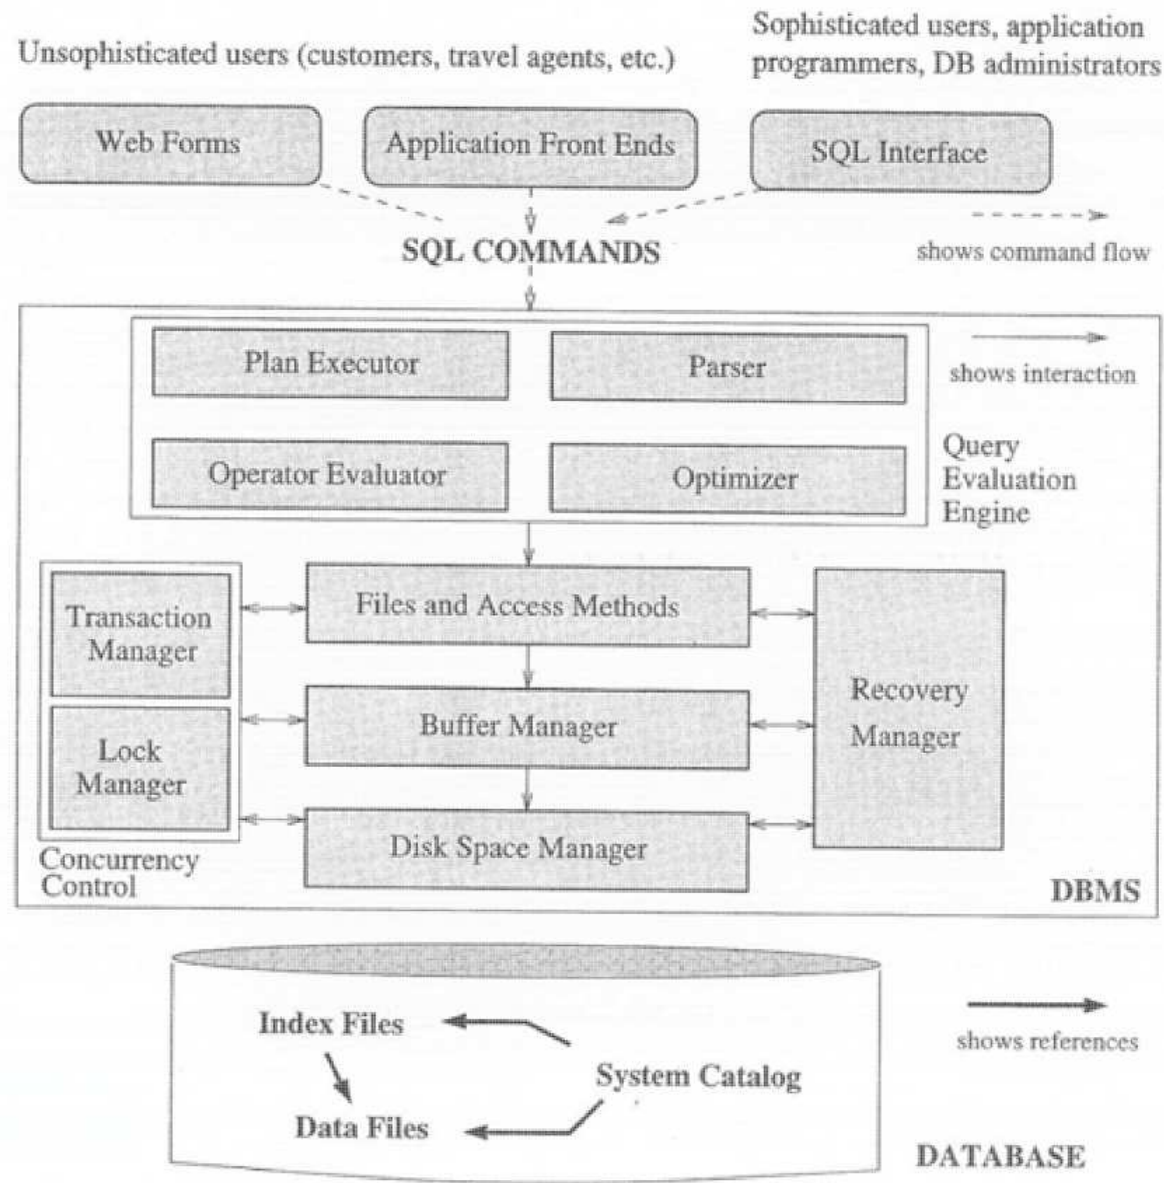 Unsophisticated users (customers, travel agents, etc.)
Sophisticated users, application
programmers, DB administrators
Web Forms
Application Front Ends
SQL Interface
SQL COMMANDS
shows command flow
Plan Executor
Parser
shows interaction
Operator Evaluator
Optimizer
Query
Evaluation
Engine
Transaction
Manager
Files and Access Methods
Recovery
Manager
Buffer Manager
Lock
Manager
Disk Space Manager
Concurrency
Control
DBMS
Index Files
shows references
System Catalog
Data Files
DATABASE